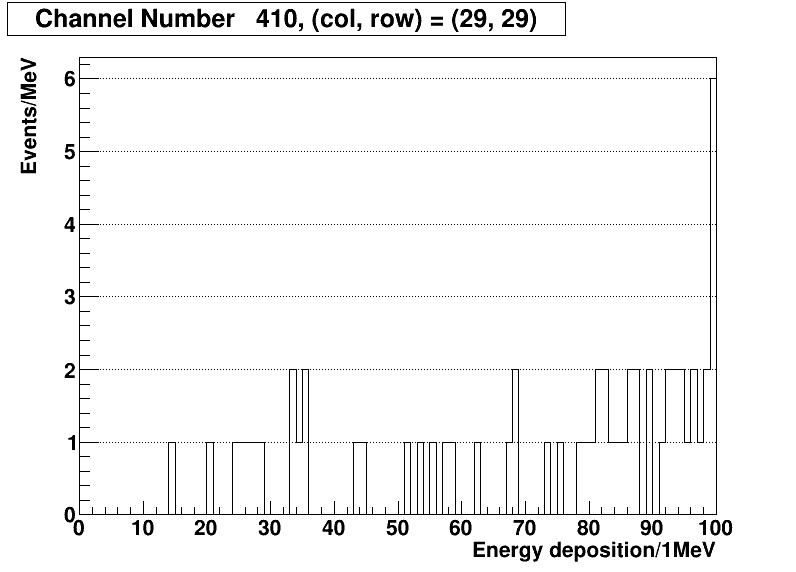 Channel Number 410, (col, row) = (29, 29)
Events/MeV
6
5
4
3
2
1
0
0 10 20 30 40 50 60 70 80 90 100
Energy deposition/1MeV